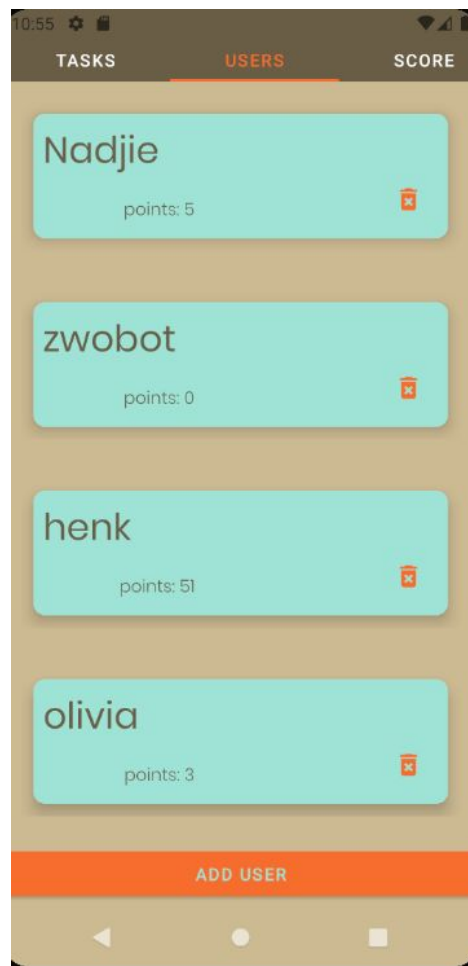 10:55
TASKS USERS SCORE
Nadjie
points: 5
zwobot
points: 0
henk
points: 51
olivia
points: 3
ADD USER